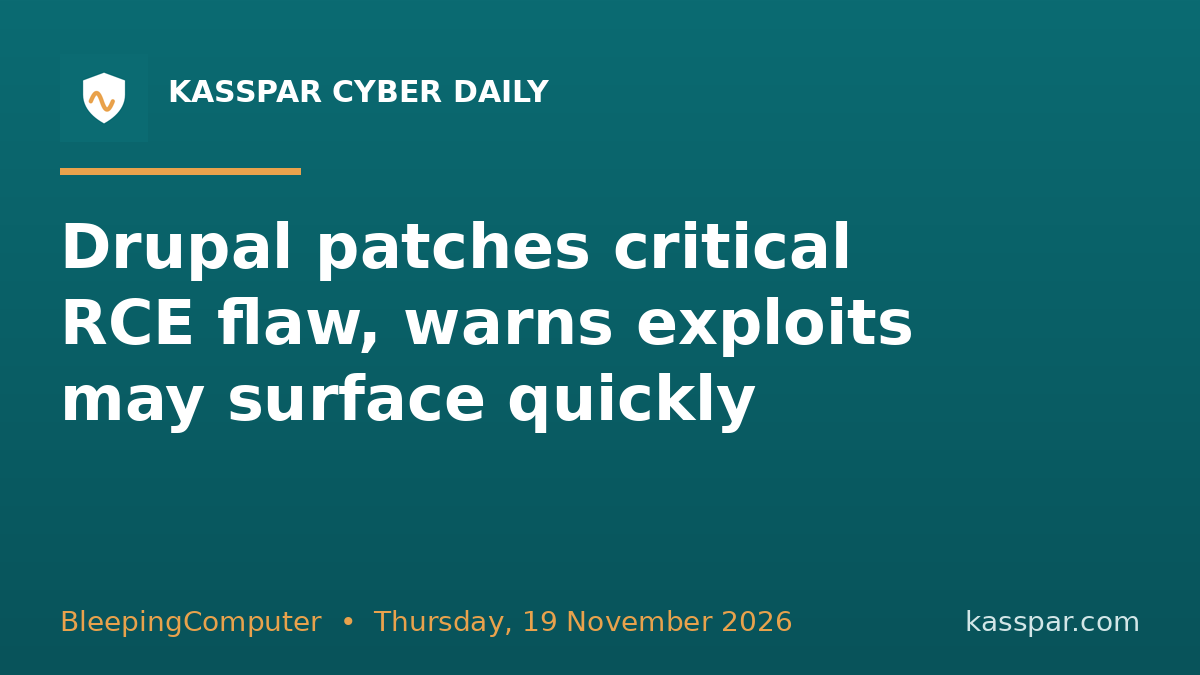 KASSPAR CYBER DAILY
Drupal patches critical
RCE flaw, warns exploits
may surface quickly
BleepingComputer • Thursday, 19 November 2026
kasspar.com